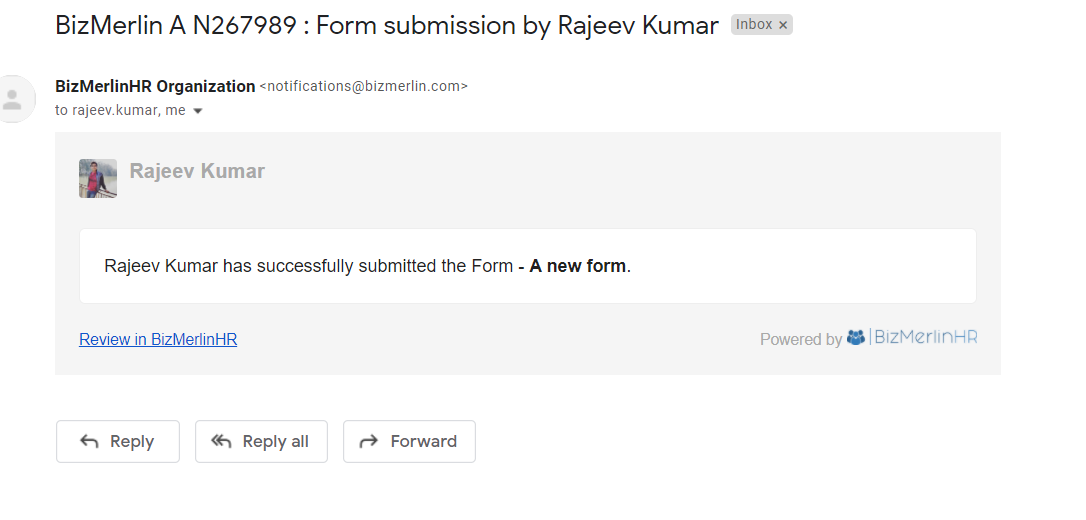 BizMerlin A N267989 : Form submission by Rajeev Kumar Inbox ×
BizMerlinHR Organization <notifications@bizmerlin.com>
to rajeev.kumar, me
Rajeev Kumar
Rajeev Kumar has successfully submitted the Form - A new form.
Review in BizMerlinHR Powered by BizMerlinHR
Reply Reply all Forward